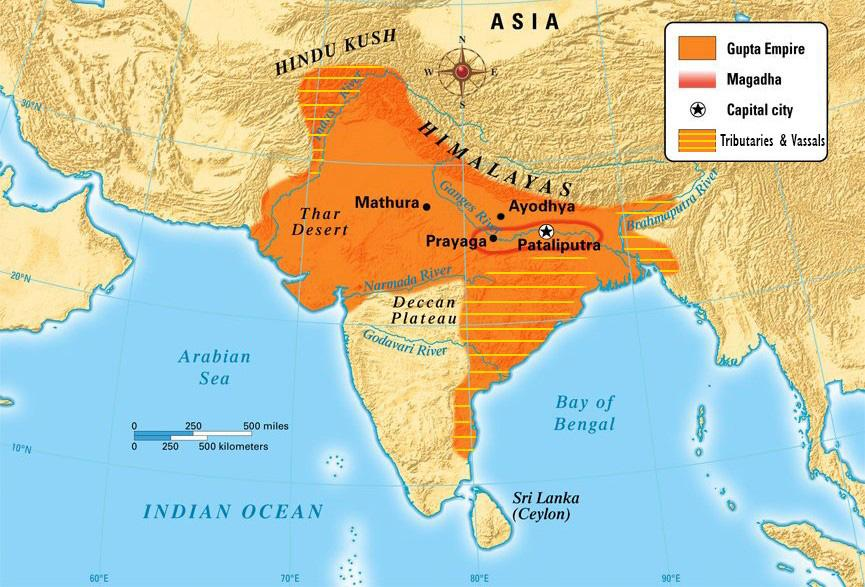 ASIA
HINDU KUSH
N
W E
S
Gupta Empire
Magadha
Capital city
Tributaries & Vassals
30°N
Indus River
HIMALAYAS
Ganges River
Mathura
Ayodhya
Thar
Desert
Brahmaputra River
Prayaga
Pataliputra
20°N
Narmada River
Deccan
Plateau
Godavari River
Arabian
Sea
Bay of
Bengal
0 250 500 miles
0 250 500 kilometers
10°N
INDIAN OCEAN
Sri Lanka
(Ceylon)
60°E 70°E 80°E 90°E